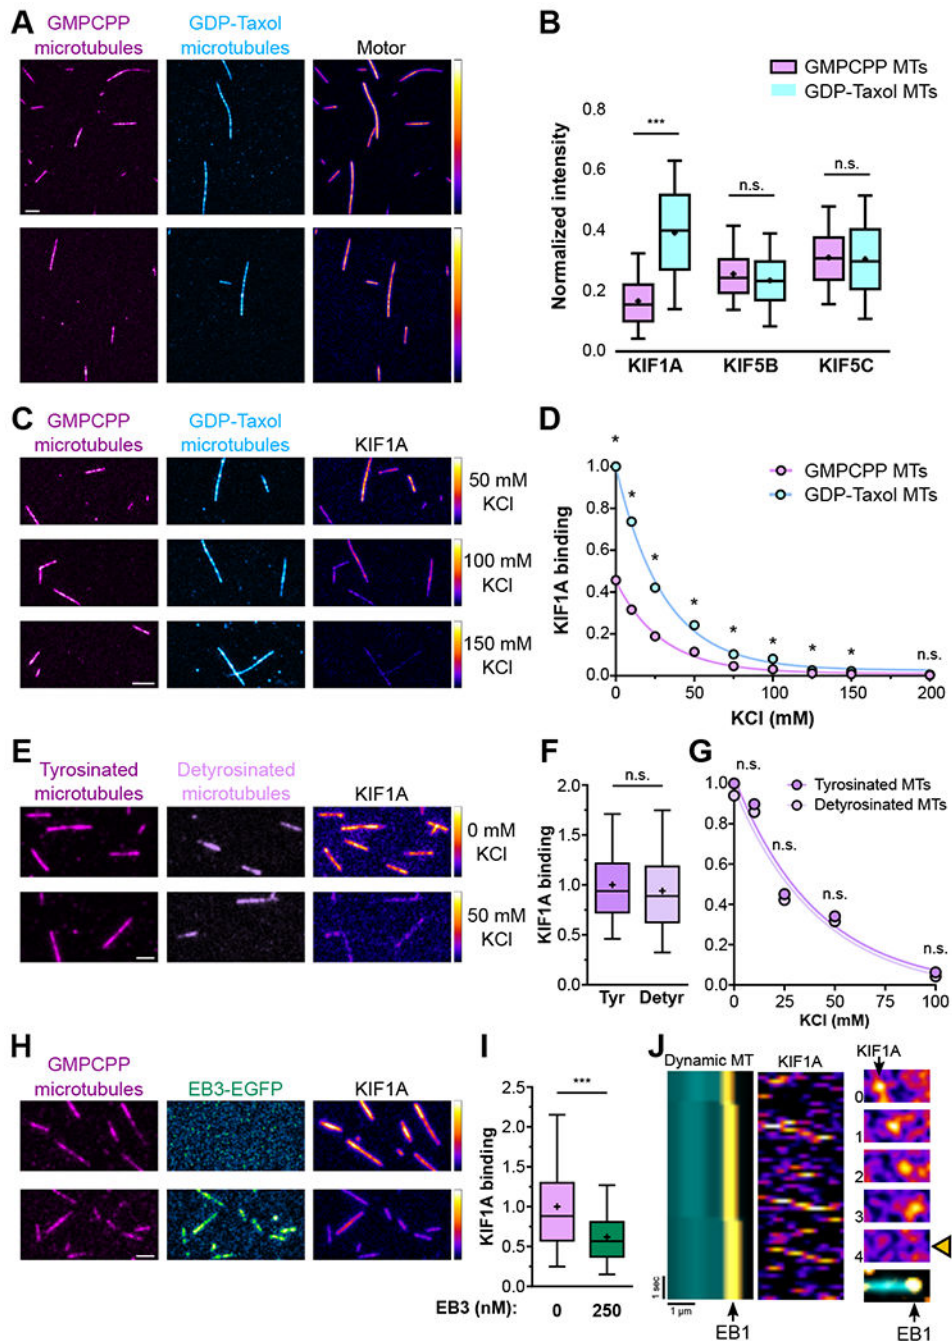 A
GMPCPP
microtubules
GDP-Taxol
microtubules
Motor
B
GMPCPP MTs
GDP-Taxol MTs
Normalized intensity
0.8
0.6
0.4
0.2
0.0
***
n.s.
n.s.
KIF1A
KIF5B
KIF5C
C
GMPCPP
microtubules
GDP-Taxol
microtubules
KIF1A
50 mM
KCl
100 mM
KCl
150 mM
KCl
D
GMPCPP MTs
GDP-Taxol MTs
KIF1A binding
1.0
0.8
0.6
0.4
0.2
0.0
*
*
*
*
*
*
*
*
n.s.
0
50
100
150
200
KCl (mM)
E
Tyrosinated
microtubules
Detyrosinated
microtubules
KIF1A
0 mM
KCl
50 mM
KCl
F
KIF1A binding
2.0
1.5
1.0
0.5
0.0
n.s.
Tyr
Detyr
G
Tyrosinated MTs
Detyrosinated MTs
1.0
0.8
0.6
0.4
0.2
0.0
n.s.
n.s.
n.s.
n.s.
n.s.
0
25
50
75
100
KCl (mM)
H
GMPCPP
microtubules
EB3-EGFP
KIF1A
I
KIF1A binding
2.5
2.0
1.5
1.0
0.5
0.0
***
EB3 (nM):
0
250
J
Dynamic MT
KIF1A
KIF1A
0
1
2
3
4
1 sec
1 µm
EB1
EB1